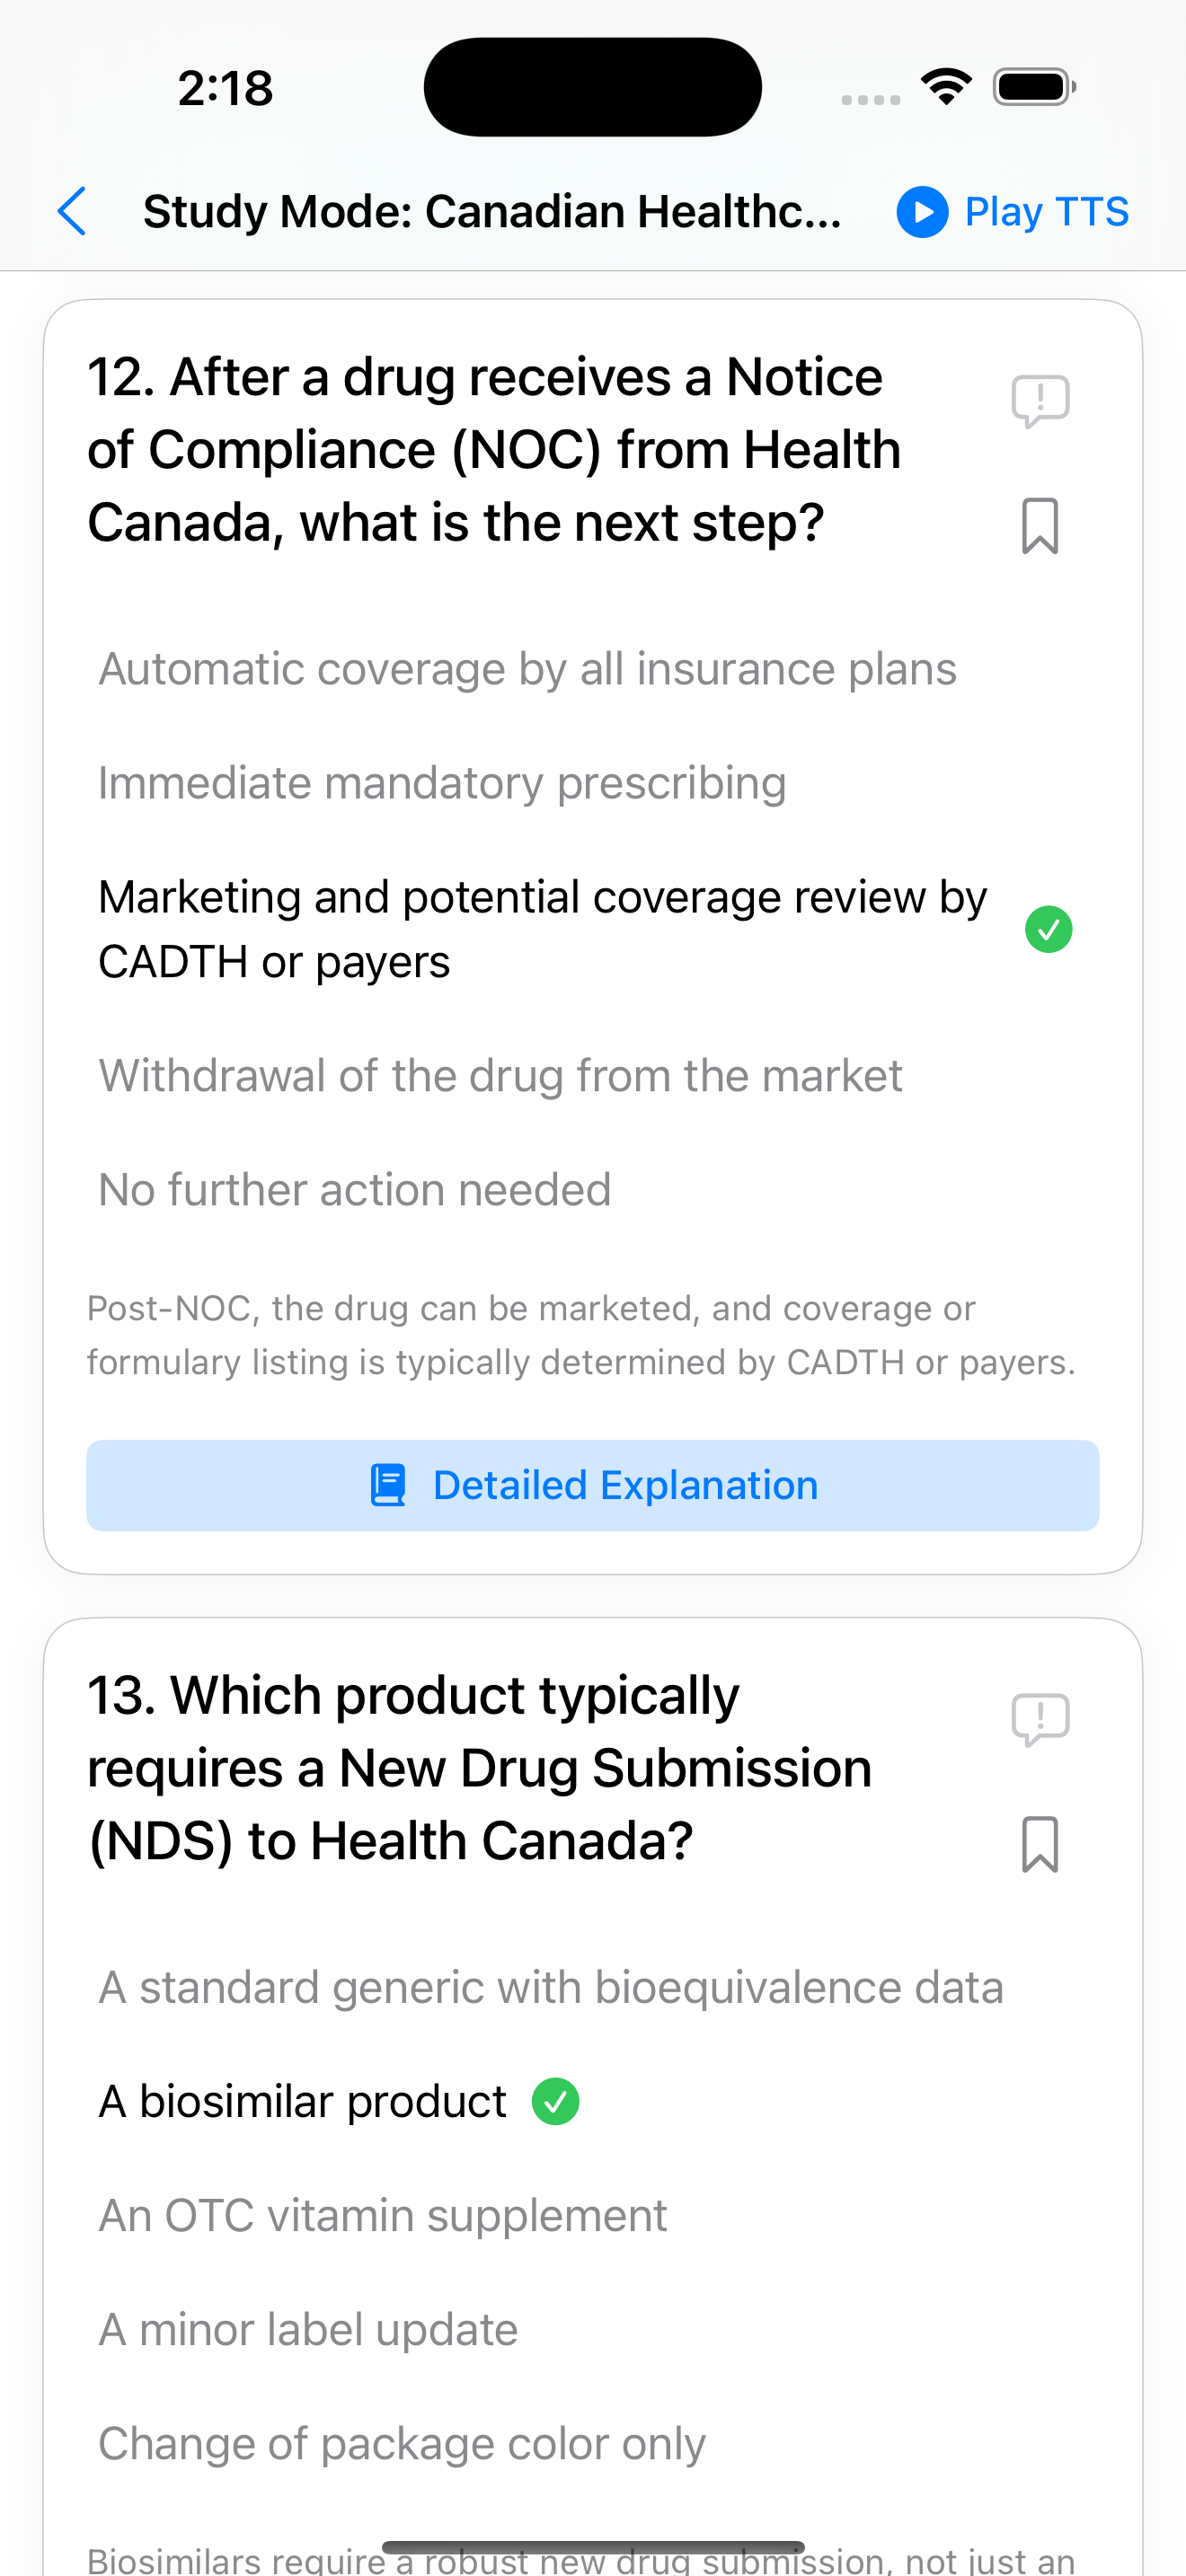 2:18
Study Mode: Canadian Healthc...
Play TTS
12. After a drug receives a Notice
of Compliance (NOC) from Health
Canada, what is the next step?
Automatic coverage by all insurance plans
Immediate mandatory prescribing
Marketing and potential coverage review by
CADTH or payers
Withdrawal of the drug from the market
No further action needed
Post-NOC, the drug can be marketed, and coverage or
formulary listing is typically determined by CADTH or payers.
Detailed Explanation
13. Which product typically
requires a New Drug Submission
(NDS) to Health Canada?
A standard generic with bioequivalence data
A biosimilar product
An OTC vitamin supplement
A minor label update
Change of package color only
Biosimilars require a robust new drug submission, not just an